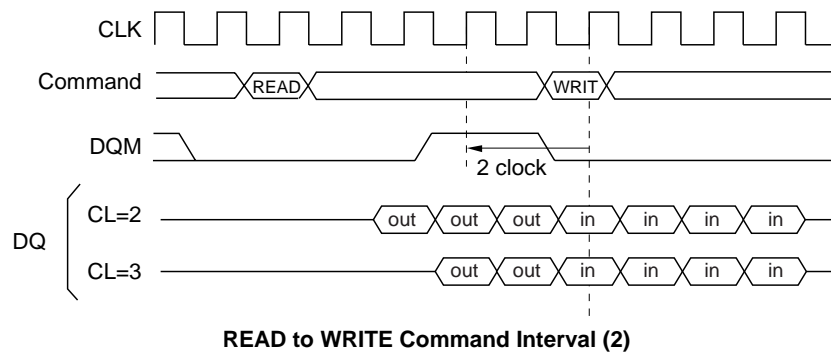 CLK
Command READ WRIT
DQM
2 clock
CL=2 out out out in in in in
DQ
CL=3 out out in in in in
READ to WRITE Command Interval (2)